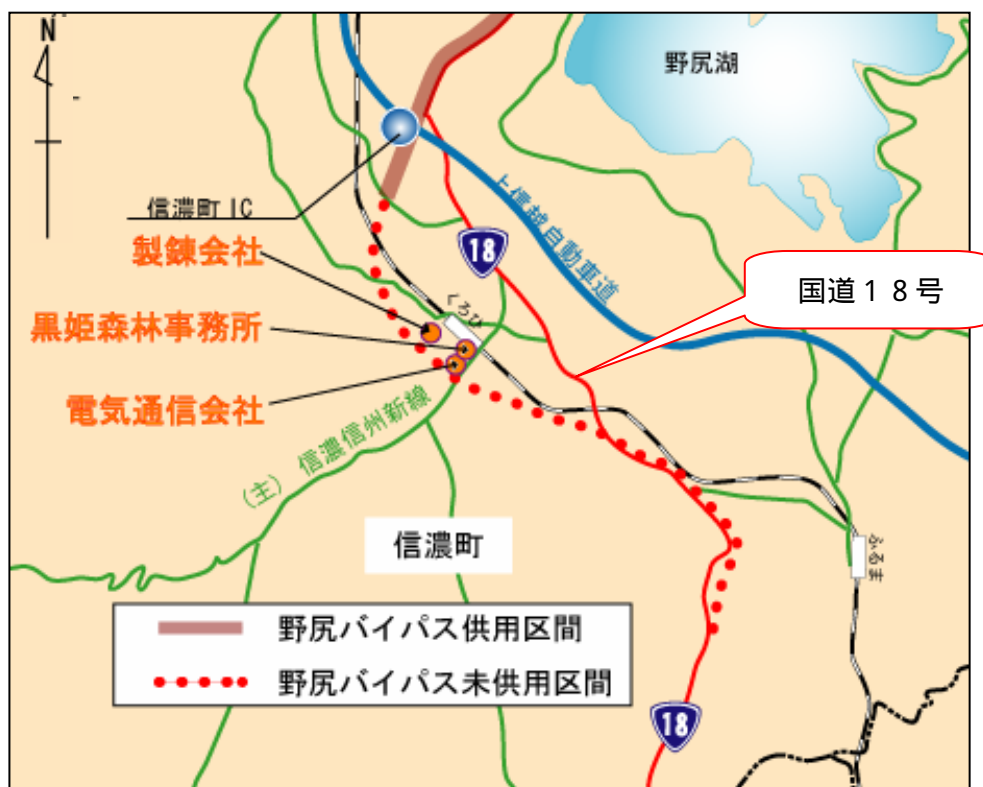 N
野尻湖
信濃町 IC
製錬会社
18
上信越自動車道
国道１８号
くろひ
黒姫森林事務所
電気通信会社
(主) 信濃信州新線
信濃町
ふるま
野尻バイパス供用区間
野尻バイパス未供用区間
18